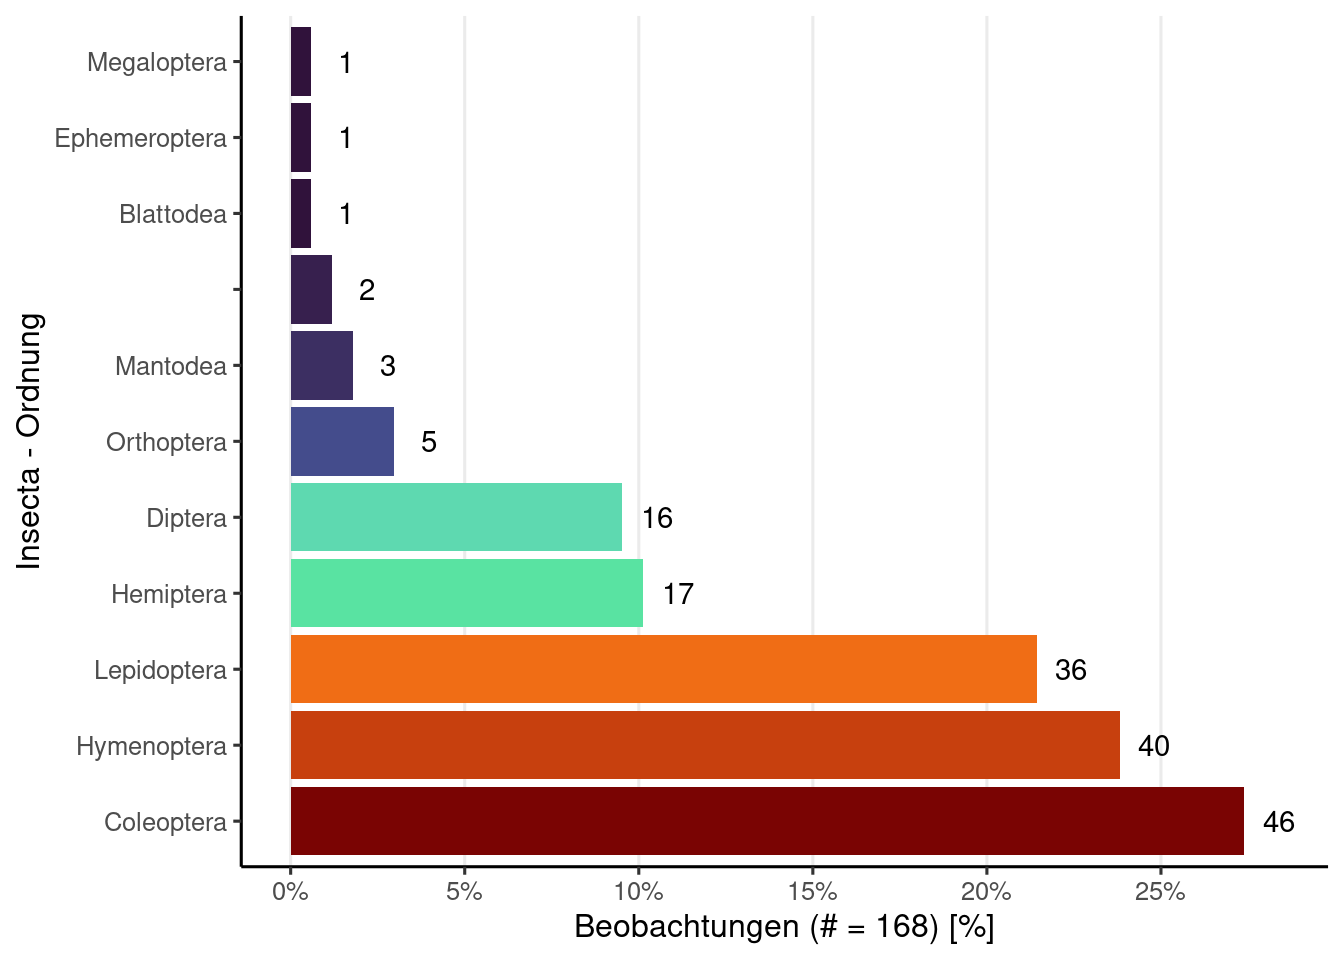 Insecta - Ordnung
Megaloptera 1
Ephemeroptera 1
Blattodea 1
2
Mantodea 3
Orthoptera 5
Diptera 16
Hemiptera 17
Lepidoptera 36
Hymenoptera 40
Coleoptera 46
0% 5% 10% 15% 20% 25%
Beobachtungen (# = 168) [%]